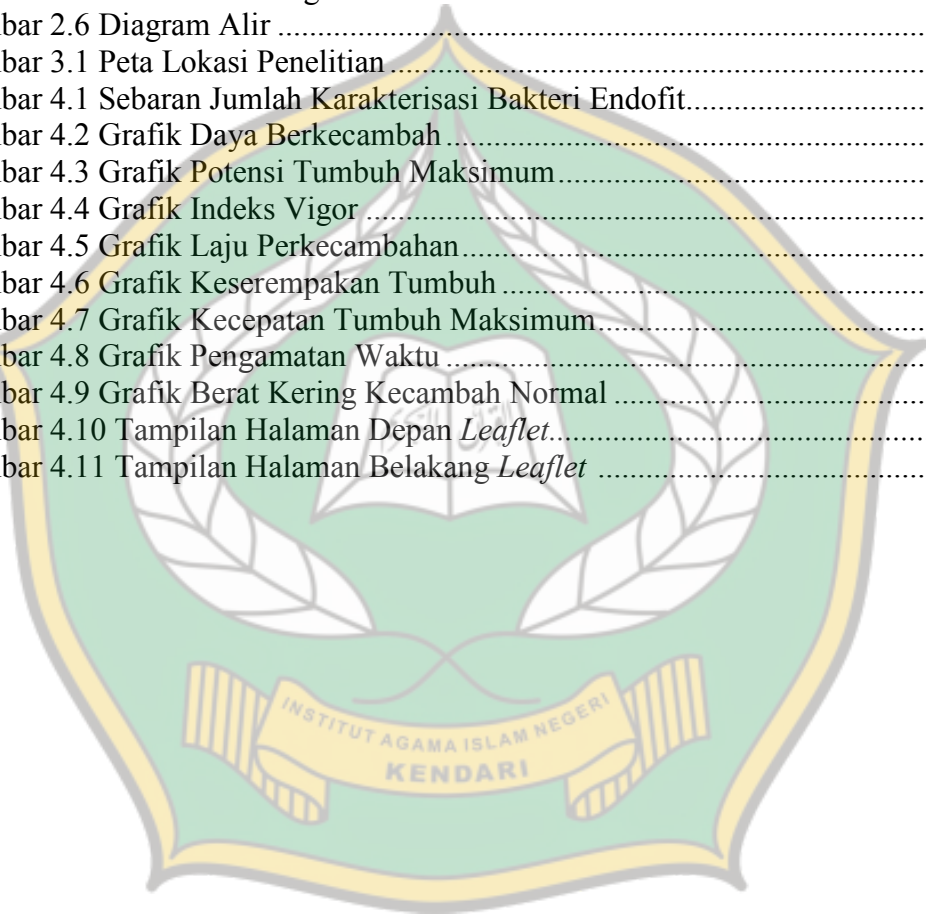 bar 2.6 Diagram Alir ........................................................................................
bar 3.1 Peta Lokasi Penelitian ........................................................................
bar 4.1 Sebaran Jumlah Karakterisasi Bakteri Endofit................................
bar 4.2 Grafik Daya Berkecambah ................................................................
bar 4.3 Grafik Potensi Tumbuh Maksimum..................................................
bar 4.4 Grafik Indeks Vigor ............................................................................
bar 4.5 Grafik Laju Perkecambahan..............................................................
bar 4.6 Grafik Keserempakan Tumbuh .........................................................
bar 4.7 Grafik Kecepatan Tumbuh Maksimum.............................................
bar 4.8 Grafik Pengamatan Waktu .................................................................
bar 4.9 Grafik Berat Kering Kecambah Normal ..........................................
bar 4.10 Tampilan Halaman Depan Leaflet...................................................
bar 4.11 Tampilan Halaman Belakang Leaflet .............................................
INSTITUT AGAMA ISLAM NEGERI
KENDARI